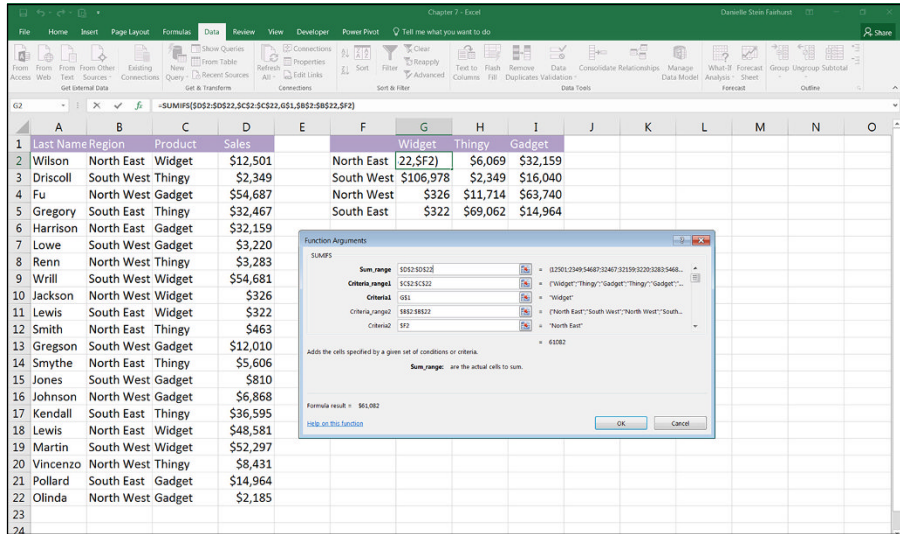 Chapter 7 - Excel
Danielle Stein Fairhurst
File Home Insert Page Layout Formulas Data Review View Developer Power Pivot Tell me what you want to do Share
From Access
From Web
From Text
From Other Sources
Existing Connections
New Query
Show Queries
From Table
Recent Sources
Refresh All
Connections
Properties
Edit Links
Sort
Filter
Clear
Reapply
Advanced
Text to Columns
Flash Fill
Remove Duplicates
Data Validation
Consolidate
Relationships
Manage Data Model
What-If Analysis
Forecast Sheet
Group
Ungroup
Subtotal
Get External Data Get & Transform Connections Sort & Filter Data Tools Forecast Outline
G2 fx =SUMIFS($D$2:$D$22,$C$2:$C$22,G$1,$B$2:$B$22,$F2)
A B C D E F G H I J K L M N O
1 Last Name Region Product Sales Widget Thingy Gadget
2 Wilson North East Widget $12,501 North East 22,$F2) $6,069 $32,159
3 Driscoll South West Thingy $2,349 South West $106,978 $2,349 $16,040
4 Fu North West Gadget $54,687 North West $326 $11,714 $63,740
5 Gregory South East Thingy $32,467 South East $322 $69,062 $14,964
6 Harrison North East Gadget $32,159
7 Lowe South West Gadget $3,220
8 Renn North West Thingy $3,283
9 Wrill South West Widget $54,681
10 Jackson North West Widget $326
11 Lewis South East Widget $322
12 Smith North East Thingy $463
13 Gregson South West Gadget $12,010
14 Smythe North East Thingy $5,606
15 Jones South West Gadget $810
16 Johnson North West Gadget $6,868
17 Kendall South East Thingy $36,595
18 Lewis North East Widget $48,581
19 Martin South West Widget $52,297
20 Vincenzo North West Thingy $8,431
21 Pollard South East Gadget $14,964
22 Olinda North West Gadget $2,185
23
24
Function Arguments
SUMIFS
Sum_range $D$2:$D$22 = {12501;2349;54687;32467;32159;3220;3283;5468...
Criteria_range1 $C$2:$C$22 = {"Widget";"Thingy";"Gadget";"Thingy";"Gadget";"...
Criteria1 G$1 = "Widget"
Criteria_range2 $B$2:$B$22 = {"North East";"South West";"North West";"South...
Criteria2 $F2 = "North East"
= 61082
Adds the cells specified by a given set of conditions or criteria.
Sum_range: are the actual cells to sum.
Formula result = $61,082
Help on this function OK Cancel